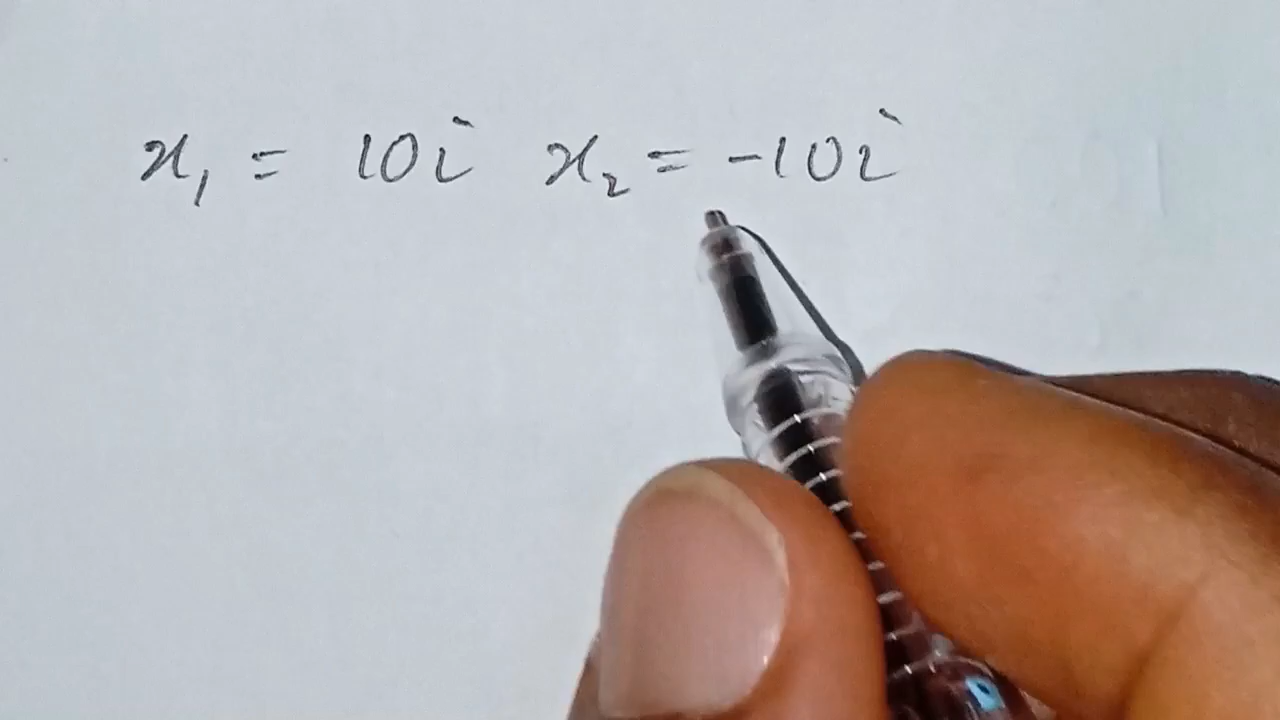 x₁ = 10i x₂ = -10i